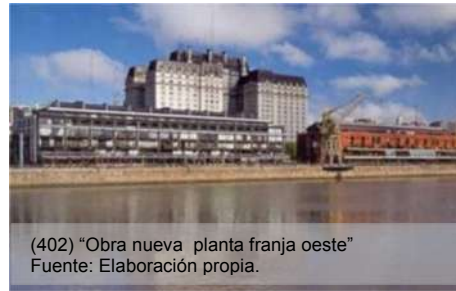 (402) “Obra nueva planta franja oeste”
Fuente: Elaboración propia.